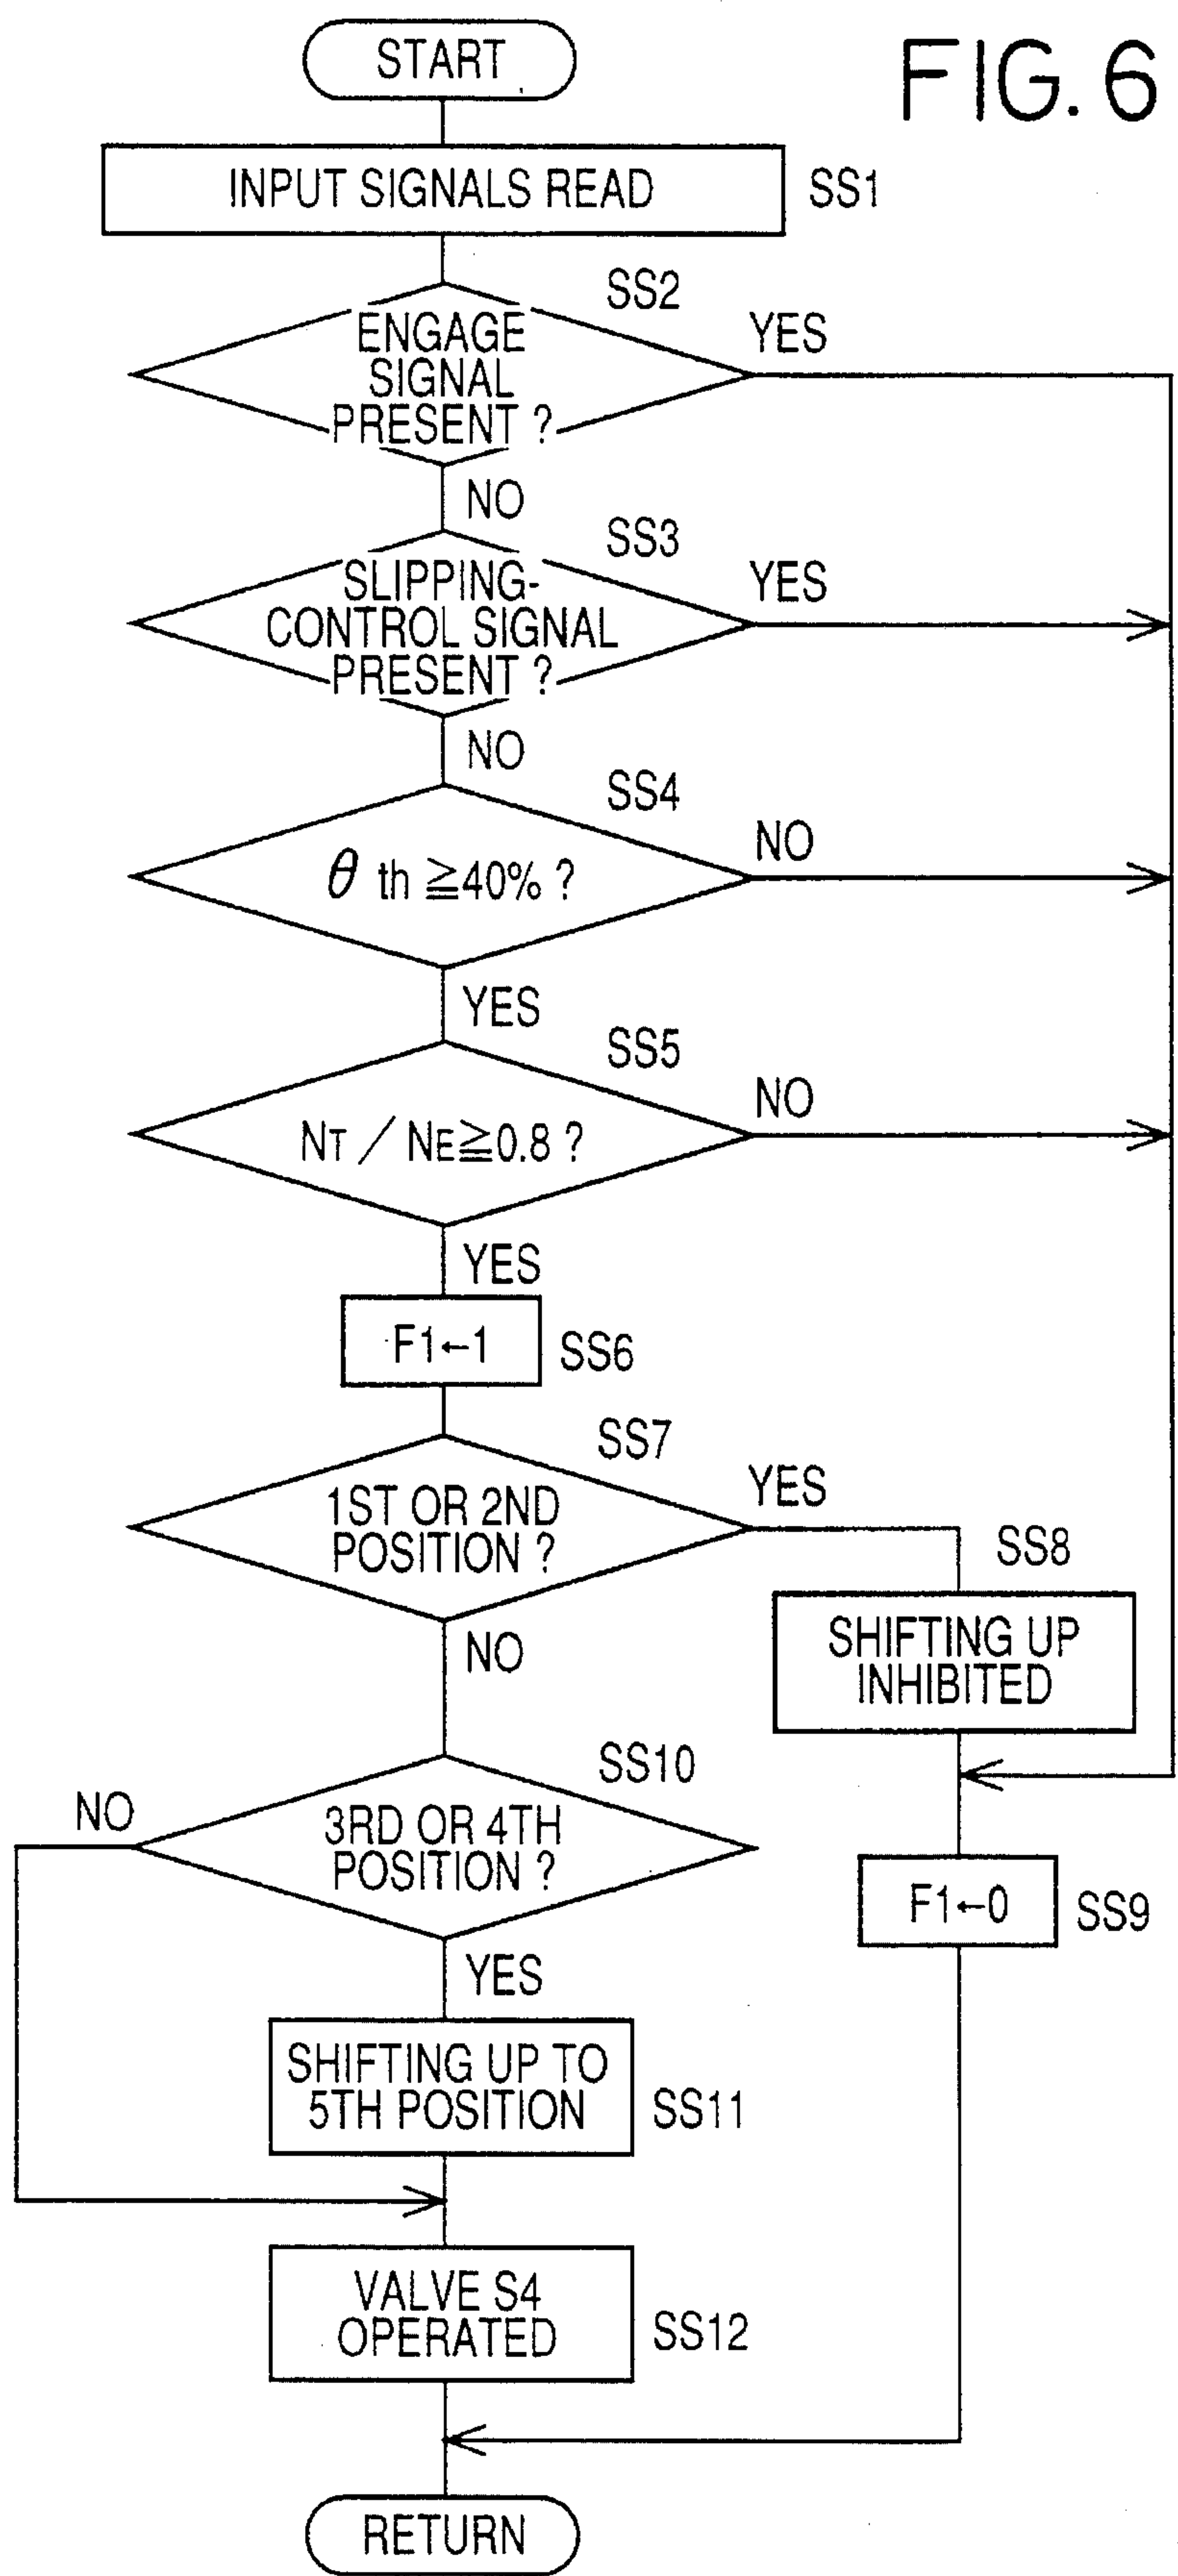 FIG. 6
START
INPUT SIGNALS READ
SS1
SS2
ENGAGE
SIGNAL
PRESENT ?
YES
NO
SS3
SLIPPING-
CONTROL SIGNAL
PRESENT ?
YES
NO
SS4
θ th ≧40% ?
NO
YES
SS5
NT / NE≧0.8 ?
NO
YES
F1←1
SS6
SS7
1ST OR 2ND
POSITION ?
YES
NO
SS8
SHIFTING UP
INHIBITED
SS10
3RD OR 4TH
POSITION ?
NO
YES
F1←0
SS9
SHIFTING UP TO
5TH POSITION
SS11
VALVE S4
OPERATED
SS12
RETURN